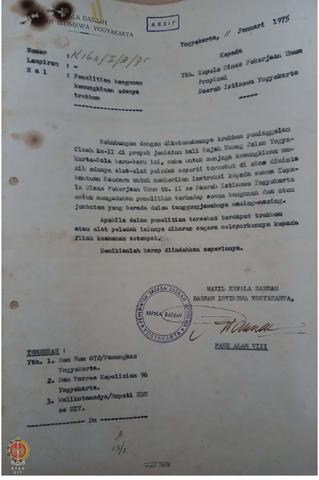 KEPALA DAERAH
ISTIMEWA YOGYAKARTA
ARSIP
Yogyakarta, 11 Januari 1975
Kepada
Nomor : K162/I/A/75
Lampiran : -
Yth. Kepala Dinas Pekerjaan Umum
Hal : Penelitian bangunan
Propinsi
kemungkinan adanya
Daerah Istimewa Yogyakarta
trekbom
Sehubungan dengan diketemukannya trekbom peninggalan
Clash ke-II di proyek jembatan kali Gajah Wong Jalan Yogya-
karta-Solo baru-baru ini, maka untuk menjaga kemungkinan ma-
sih adanya alat-alat peledak seperti tersebut di atas diminta
bantuan Saudara untuk memberikan instruksi kepada semua Kepa-
la Dinas Pekerjaan Umum tk. II se Daerah Istimewa Yogyakarta
untuk mengadakan penelitian terhadap semua bangunan dan atau
jembatan yang berada dalam tanggungjawabnya masing-masing.
Apabila dalam penelitian tersebut terdapat trekbom
atau alat peledak lainnya diharap segera melaporkannya kepada
fihak keamanan setempat.
Demikianlah harap diindahkan seperlunya.
WAKIL KEPALA DAERAH
DAERAH ISTIMEWA YOGYAKARTA,
KEPALA DAERAH
PAKU ALAM VIII
TEMBUSAN :
Yth. 1. Dan Rem 072/Pamungkas
Yogyakarta.
2. Dan Tarres Kepolisian 96
Yogyakarta.
3. Walikotamadya/Bupati KDH
se DIY.